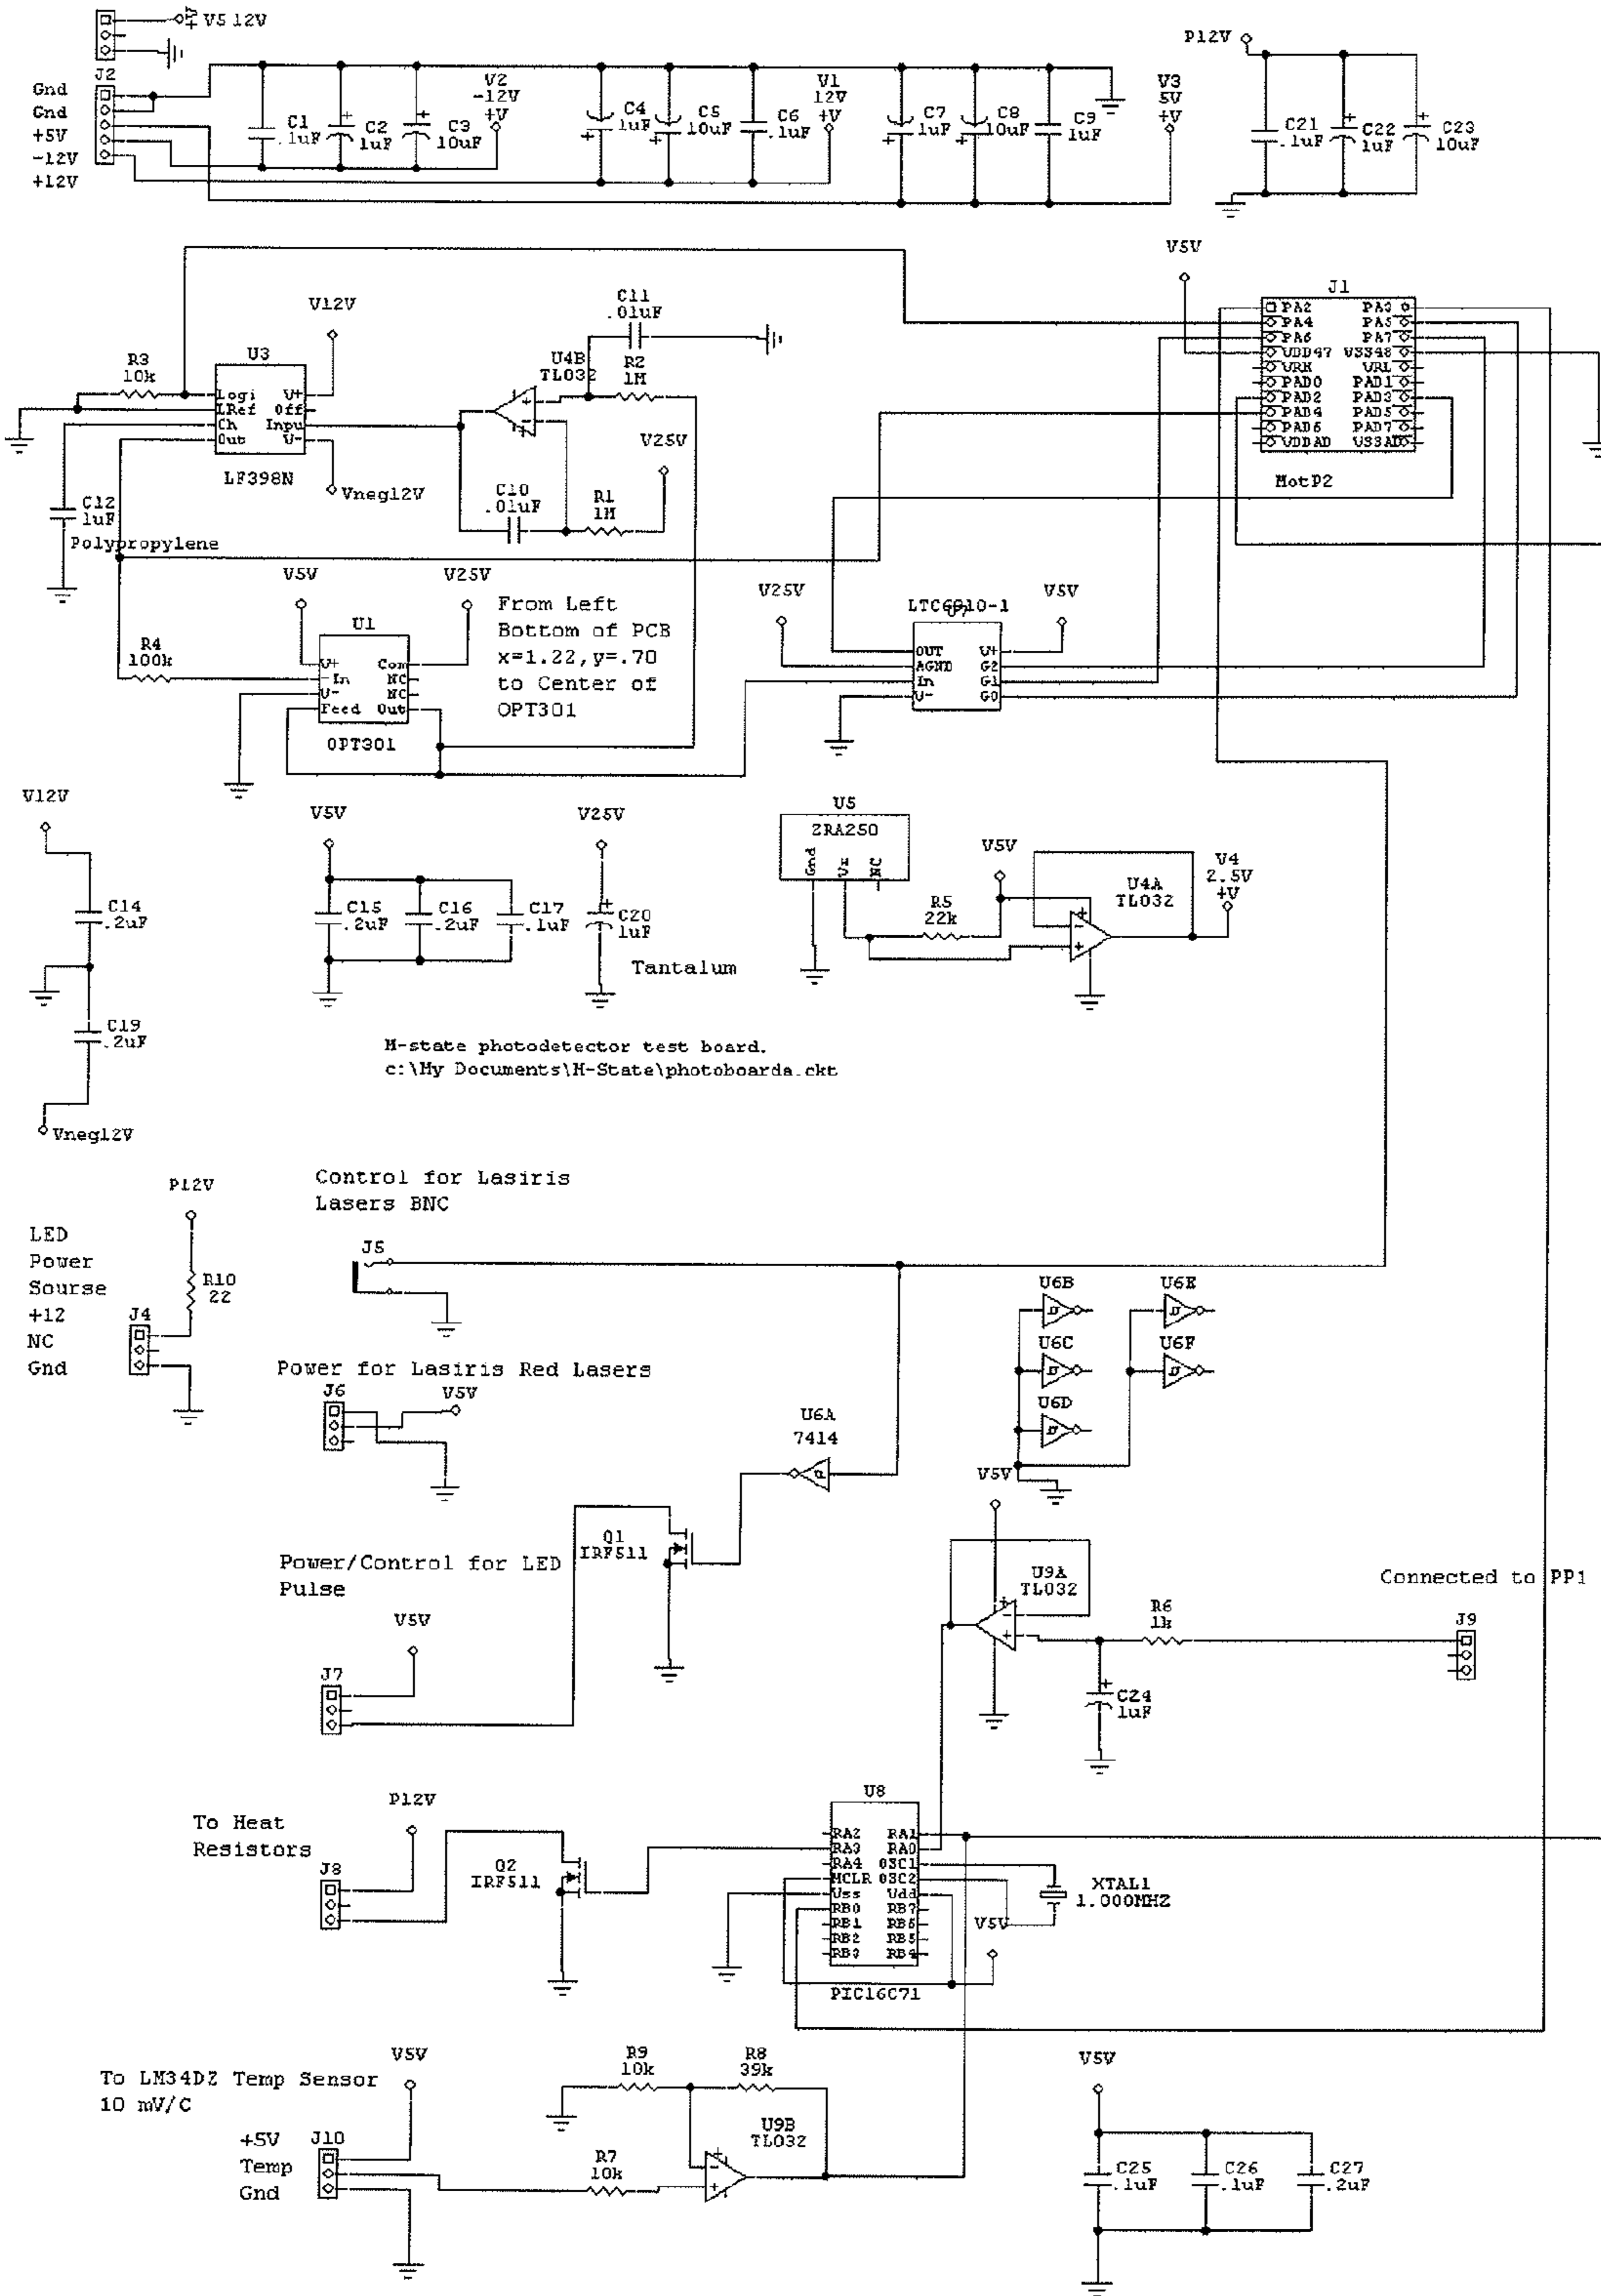 V5 12V
+V
J2
Gnd
Gnd
+5V
-12V
+12V
C1
.1uF
C2
1uF
C3
10uF
V2
-12V
+V
C4
1uF
C5
10uF
C6
.1uF
V1
12V
+V
C7
1uF
C8
10uF
C9
1uF
V3
5V
+V
P12V
C21
.1uF
C22
1uF
C23
10uF
R3
10k
U3
V12V
Logi
LRef
Ch
Out
V+
Off
Inpu
V-
LF398N
Vneg12V
C12
1uF
Polypropylene
C11
.01uF
U4B
TL032
R2
1M
V25V
C10
.01uF
R1
1M
V5V
J1
PA2
PA4
PA6
VDD47
VRH
PAD0
PAD2
PAD4
PAD6
VDDAD
PA3
PA5
PA7
VSS48
VRL
PAD1
PAD3
PAD5
PAD7
VSSAD
MotP2
V5V
V25V
U1
V+
-In
V-
Feed
Com
NC
NC
Out
OPT301
R4
100k
From Left
Bottom of PCB
x=1.22,y=.70
to Center of
OPT301
V25V
LTC6910-1
U7
V5V
OUT
AGND
In
V-
V+
G2
G1
G0
V12V
C14
.2uF
C19
.2uF
Vneg12V
V5V
C15
.2uF
C16
.2uF
C17
.1uF
V25V
C20
1uF
Tantalum
U5
ZRA250
Gnd
NC
R5
22k
V5V
U4A
TL032
V4
2.5V
+V
M-state photodetector test board.
c:\My Documents\M-State\photoboarda.ckt
P12V
LED
Power
Sourse
+12
NC
Gnd
J4
R10
22
Control for Lasiris
Lasers BNC
J5
Power for Lasiris Red Lasers
J6
V5V
U6A
7414
U6B
U6C
U6D
U6E
U6F
Q1
IRF511
Power/Control for LED
Pulse
V5V
J7
V5V
U9A
TL032
R6
1k
C24
1uF
Connected to PP1
J9
To Heat
Resistors
P12V
J8
Q2
IRF511
U8
RA2
RA3
RA4
MCLR
Vss
RB0
RB1
RB2
RB3
RA1
RA0
OSC1
OSC2
Vdd
RB7
RB6
RB5
RB4
PIC16C71
V5V
XTAL1
1.000MHZ
To LM34DZ Temp Sensor
10 mV/C
V5V
+5V
Temp
Gnd
J10
R9
10k
R8
39k
R7
10k
U9B
TL032
V5V
C25
.1uF
C26
.1uF
C27
.2uF